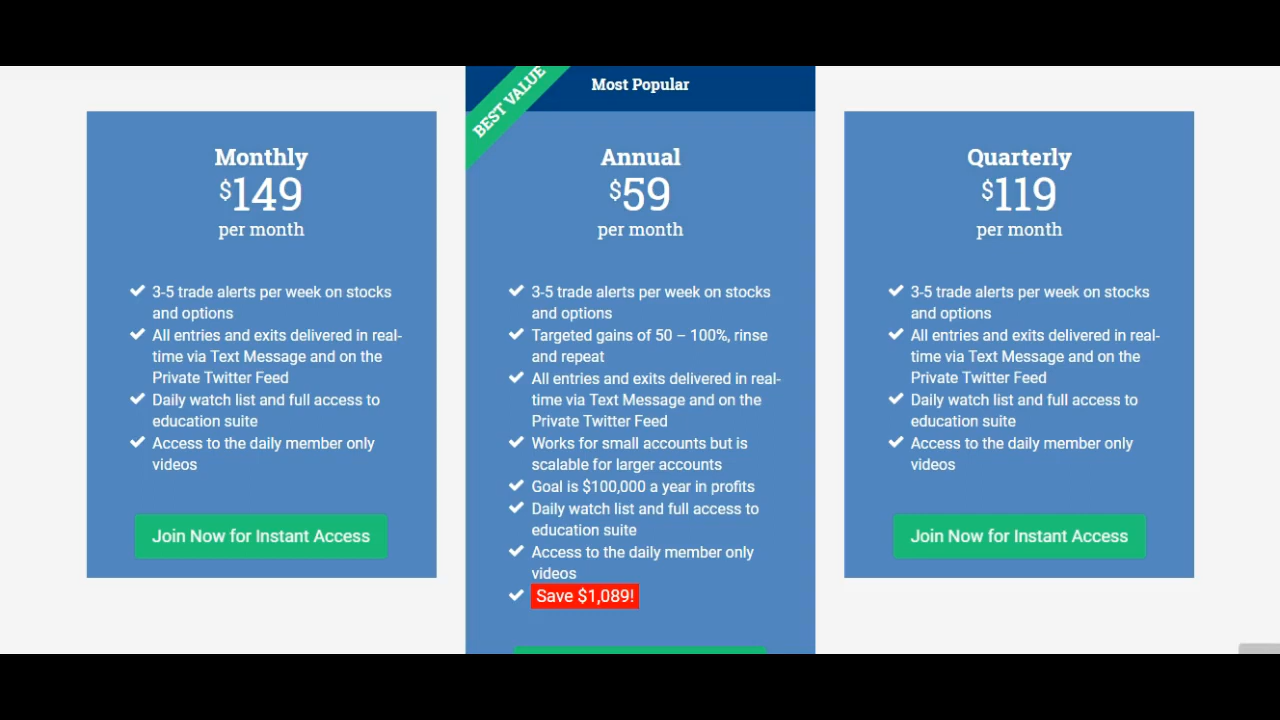 Most Popular
BEST VALUE
Monthly
$149
per month
3-5 trade alerts per week on stocks
and options
All entries and exits delivered in real-
time via Text Message and on the
Private Twitter Feed
Daily watch list and full access to
education suite
Access to the daily member only
videos
Join Now for Instant Access
Annual
$59
per month
3-5 trade alerts per week on stocks
and options
Targeted gains of 50 – 100%, rinse
and repeat
All entries and exits delivered in real-
time via Text Message and on the
Private Twitter Feed
Works for small accounts but is
scalable for larger accounts
Goal is $100,000 a year in profits
Daily watch list and full access to
education suite
Access to the daily member only
videos
Save $1,089!
Quarterly
$119
per month
3-5 trade alerts per week on stocks
and options
All entries and exits delivered in real-
time via Text Message and on the
Private Twitter Feed
Daily watch list and full access to
education suite
Access to the daily member only
videos
Join Now for Instant Access